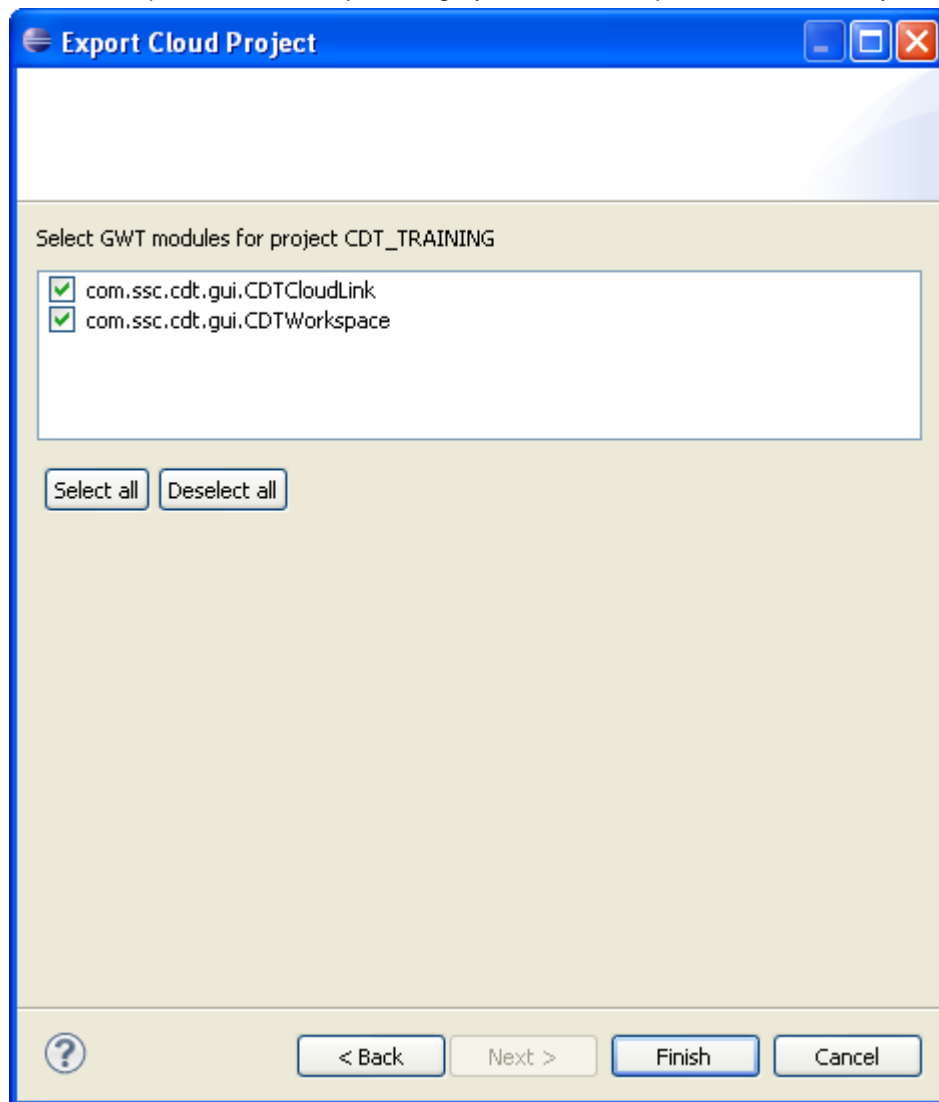 Export Cloud Project
Select GWT modules for project CDT_TRAINING
com.ssc.cdt.gui.CDTCloudLink
com.ssc.cdt.gui.CDTWorkspace
Select all Deselect all
? < Back Next > Finish Cancel